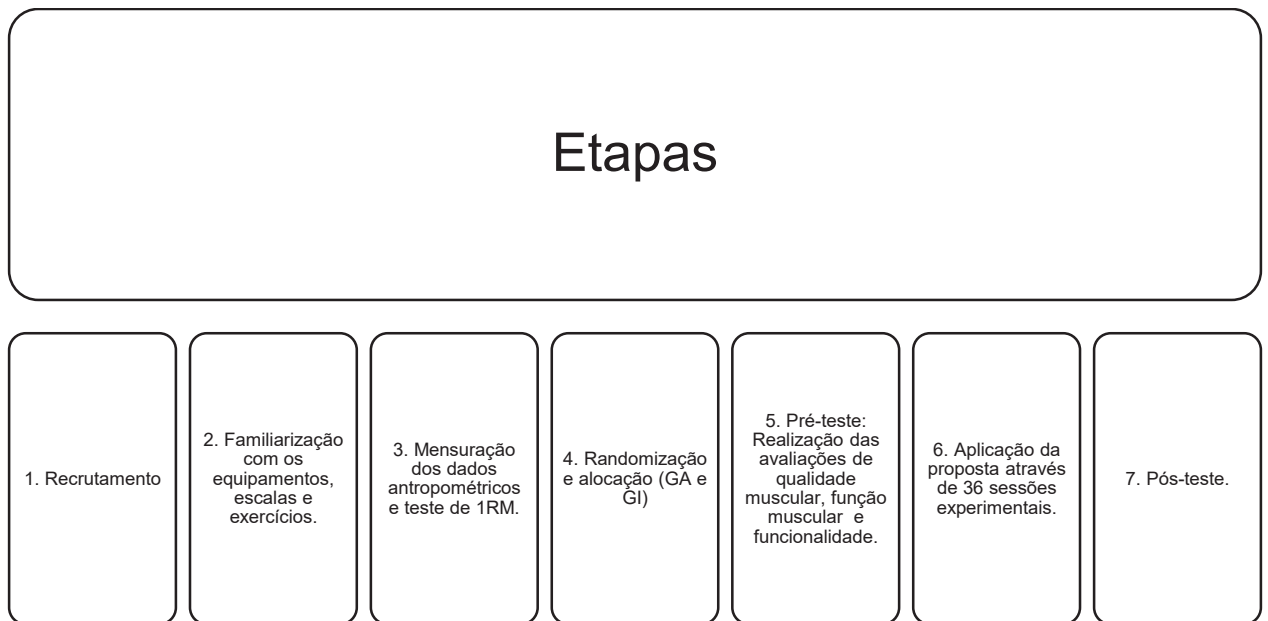 Etapas
1. Recrutamento
2. Familiarização
com os
equipamentos,
escalas e
exercícios.
3. Mensuração
dos dados
antropométricos
e teste de 1RM.
4. Randomização
e alocação (GA e
GI)
5. Pré-teste:
Realização das
avaliações de
qualidade
muscular, função
muscular e
funcionalidade.
6. Aplicação da
proposta através
de 36 sessões
experimentais.
7. Pós-teste.